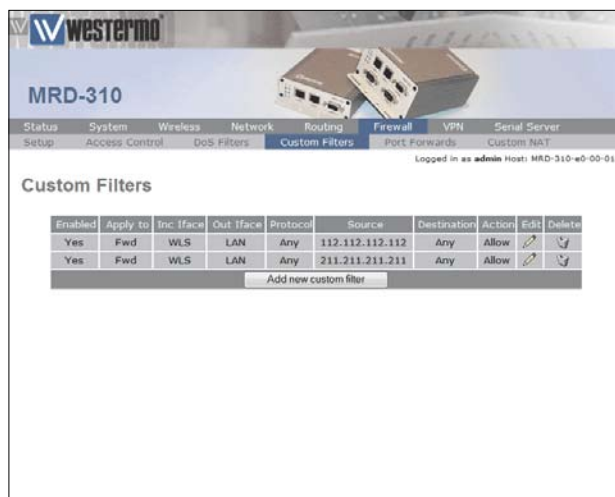 westermo
MRD-310
Status System Wireless Network Routing Firewall VPN Serial Server
Setup Access Control DoS Filters Custom Filters Port Forwards Custom NAT
Logged in as admin Host: MRD-310-e0-00-01
Custom Filters
Enabled Apply to Inc Iface Out Iface Protocol Source Destination Action Edit Delete
Yes Fwd WLS LAN Any 112.112.112.112 Any Allow
Yes Fwd WLS LAN Any 211.211.211.211 Any Allow
Add new custom filter